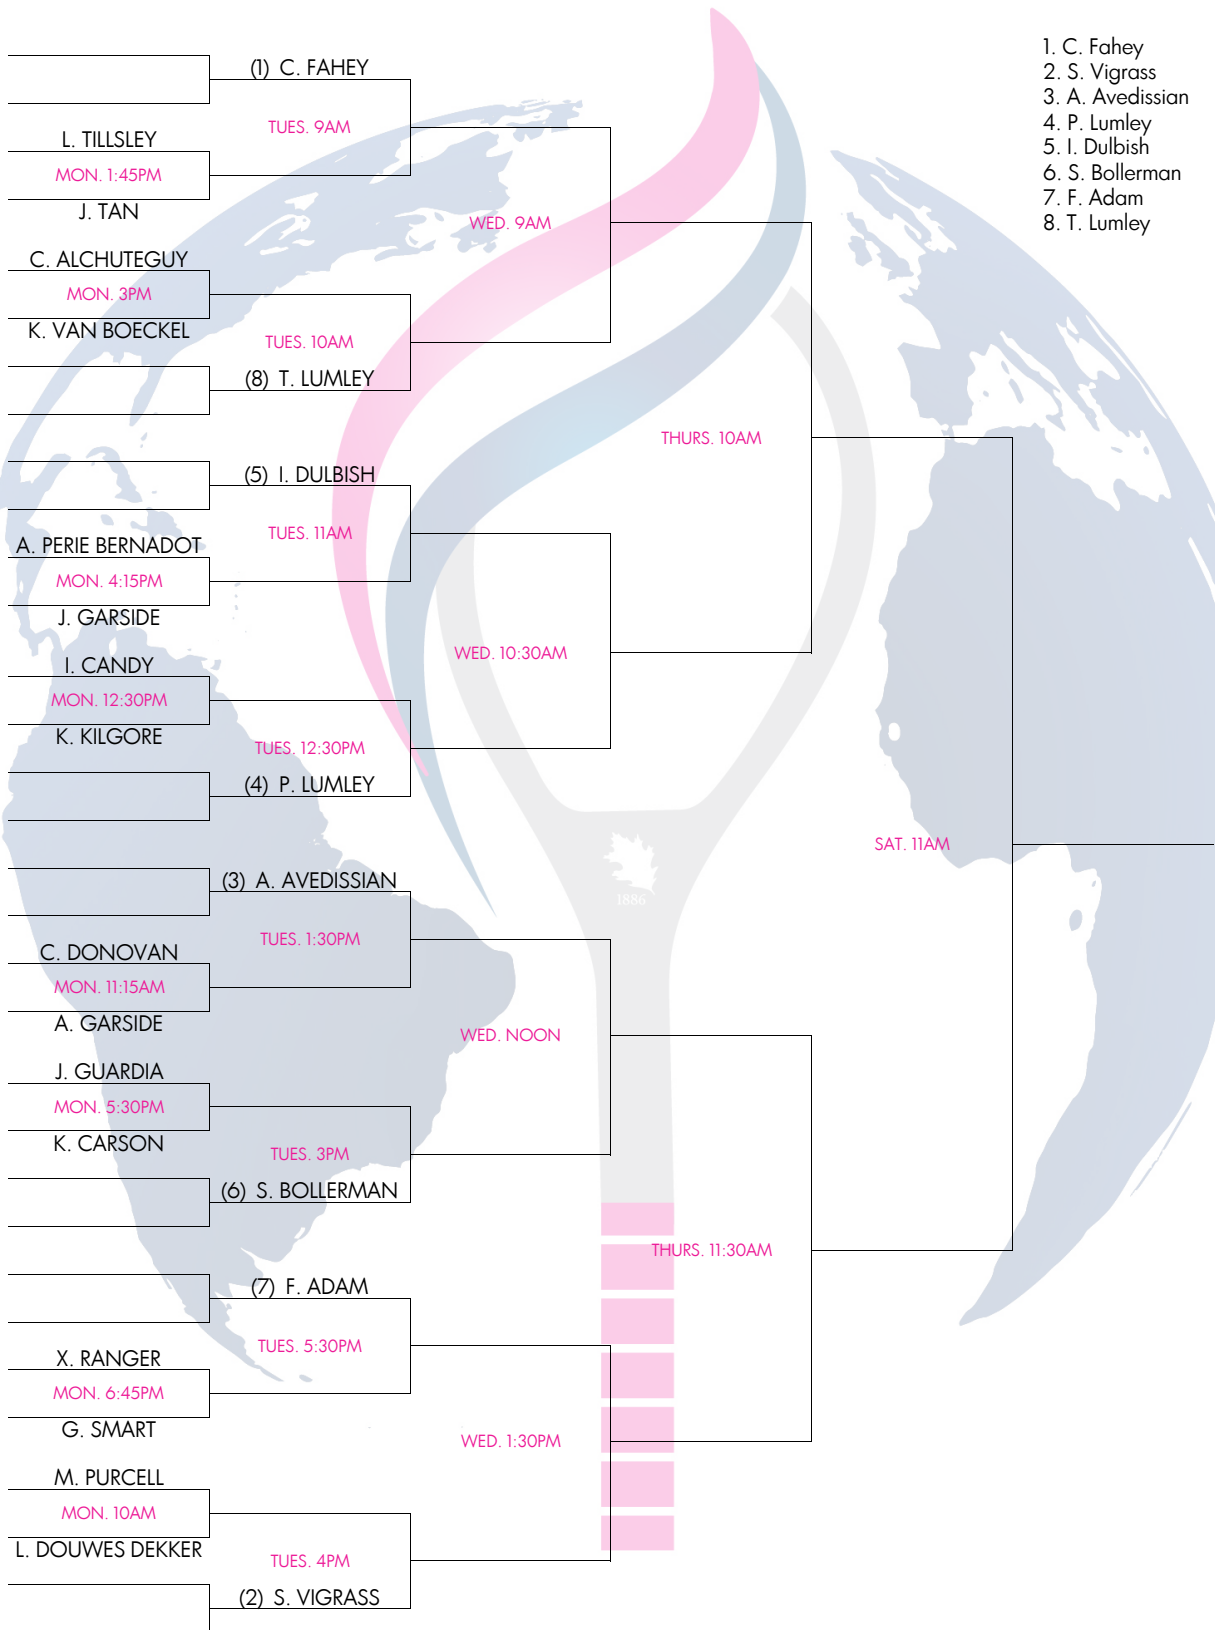 1. C. Fahey
2. S. Vigrass
3. A. Avedissian
4. P. Lumley
5. I. Dulbish
6. S. Bollerman
7. F. Adam
8. T. Lumley
(1) C. FAHEY
TUES. 9AM
L. TILLSLEY
MON. 1:45PM
J. TAN
WED. 9AM
C. ALCHUTEGUY
MON. 3PM
K. VAN BOECKEL
TUES. 10AM
(8) T. LUMLEY
THURS. 10AM
(5) I. DULBISH
TUES. 11AM
A. PERIE BERNADOT
MON. 4:15PM
J. GARSIDE
WED. 10:30AM
I. CANDY
MON. 12:30PM
K. KILGORE
TUES. 12:30PM
(4) P. LUMLEY
SAT. 11AM
(3) A. AVEDISSIAN
1886
TUES. 1:30PM
C. DONOVAN
MON. 11:15AM
A. GARSIDE
WED. NOON
J. GUARDIA
MON. 5:30PM
K. CARSON
TUES. 3PM
(6) S. BOLLERMAN
THURS. 11:30AM
(7) F. ADAM
TUES. 5:30PM
X. RANGER
MON. 6:45PM
G. SMART
WED. 1:30PM
M. PURCELL
MON. 10AM
L. DOUWES DEKKER
TUES. 4PM
(2) S. VIGRASS